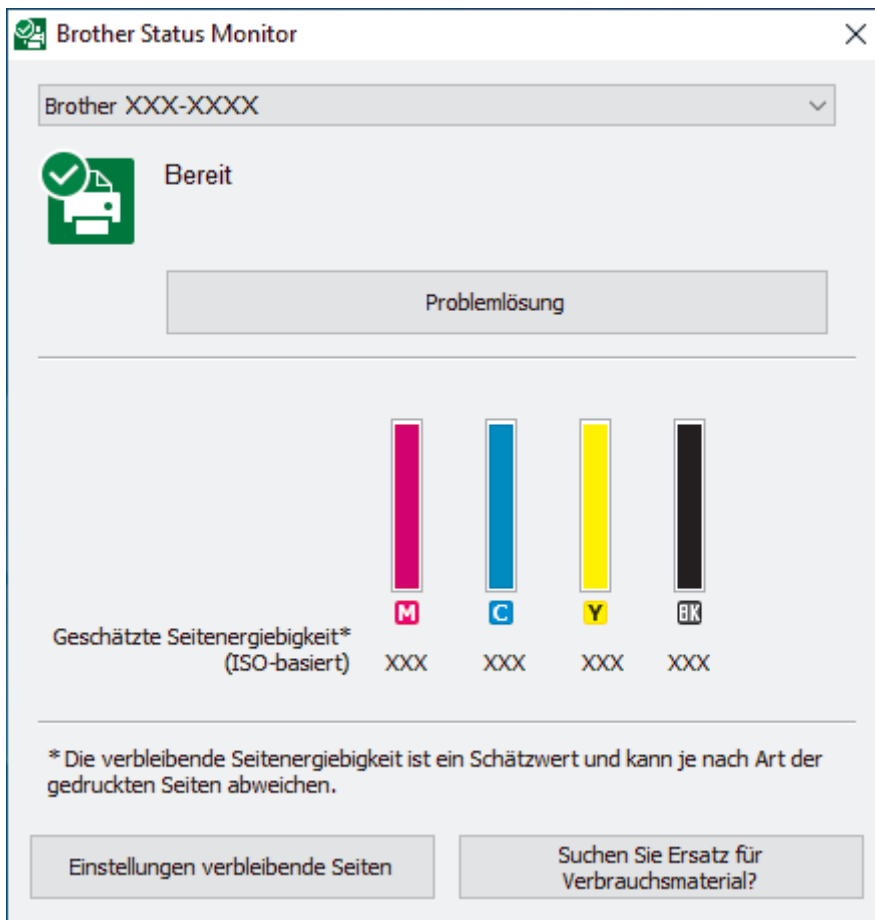 Brother Status Monitor
Brother XXX-XXXX
Bereit
Problemlösung
M C Y BK
Geschätzte Seitenergiebigkeit*
(ISO-basiert) XXX XXX XXX XXX
* Die verbleibende Seitenergiebigkeit ist ein Schätzwert und kann je nach Art der
gedruckten Seiten abweichen.
Einstellungen verbleibende Seiten
Suchen Sie Ersatz für
Verbrauchsmaterial?